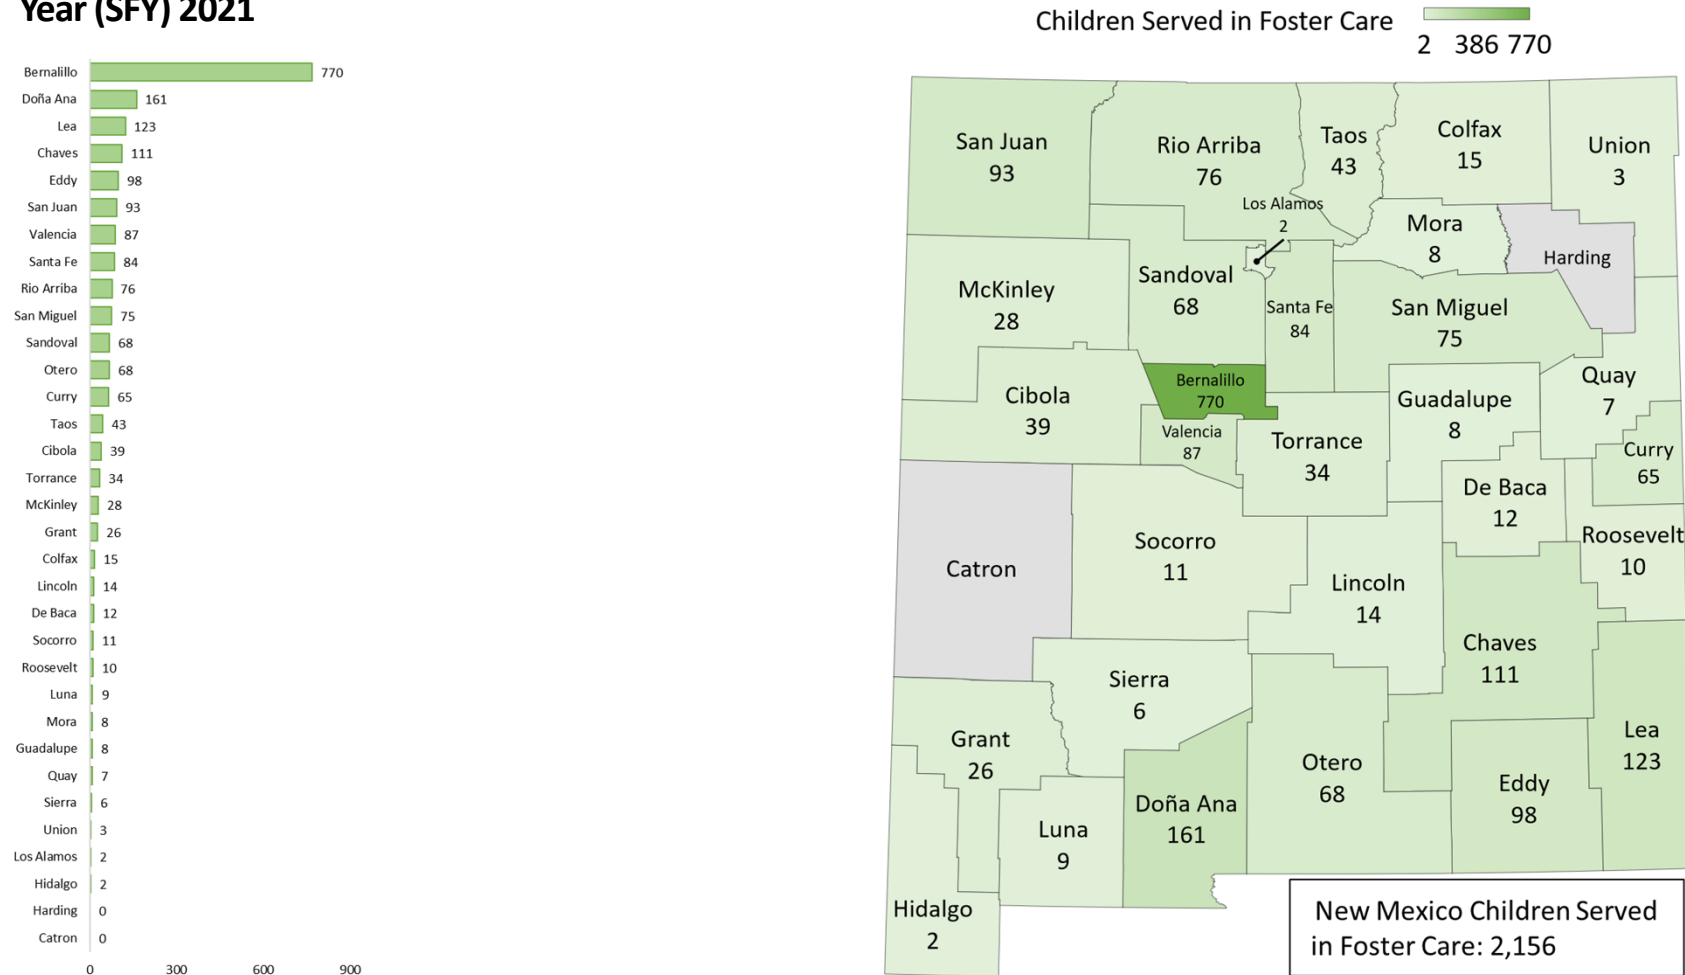 Year (SFY) 2021
Bernalillo 770
Doña Ana 161
Lea 123
Chaves 111
Eddy 98
San Juan 93
Valencia 87
Santa Fe 84
Rio Arriba 76
San Miguel 75
Sandoval 68
Otero 68
Curry 65
Taos 43
Cibola 39
Torrance 34
McKinley 28
Grant 26
Colfax 15
Lincoln 14
De Baca 12
Socorro 11
Roosevelt 10
Luna 9
Mora 8
Guadalupe 8
Quay 7
Sierra 6
Union 3
Los Alamos 2
Hidalgo 2
Harding 0
Catron 0
0 300 600 900
Children Served in Foster Care
2 386 770
San Juan
93
Rio Arriba
76
Taos
43
Colfax
15
Union
3
Los Alamos
2
Mora
8
Harding
McKinley
28
Sandoval
68
Santa Fe
84
San Miguel
75
Quay
7
Cibola
39
Bernalillo
770
Valencia
87
Torrance
34
Guadalupe
8
Curry
65
De Baca
12
Roosevelt
10
Catron
Socorro
11
Lincoln
14
Chaves
111
Sierra
6
Grant
26
Otero
68
Lea
123
Eddy
98
Doña Ana
161
Luna
9
Hidalgo
2
New Mexico Children Served
in Foster Care: 2,156